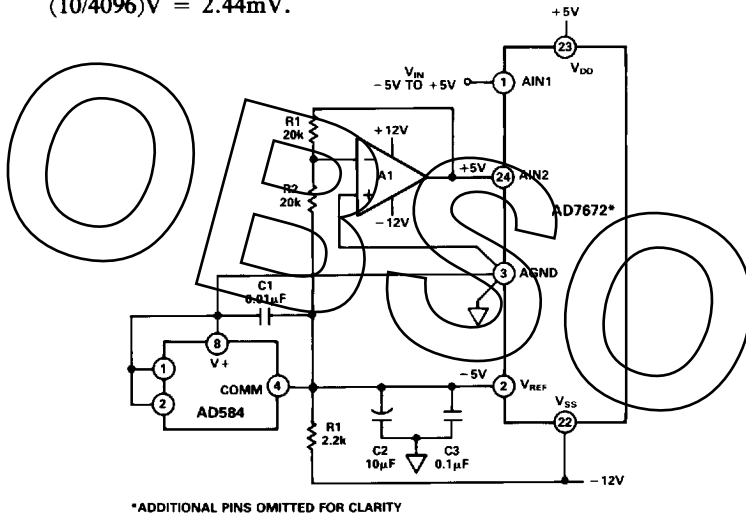 (10/4096)V = 2.44mV.
+5V
23
VDD
VIN
-5V TO +5V
1
AIN1
R1
20k
+12V
−
A1
+
+5V
24
AIN2
R2
20k
-12V
AD7672*
3
AGND
C1
0.01µF
8
V+
1
2
COMM
4
AD584
-5V
2
VREF
R1
2.2k
C2
10µF
C3
0.1µF
VSS
22
-12V
*ADDITIONAL PINS OMITTED FOR CLARITY
OBSO